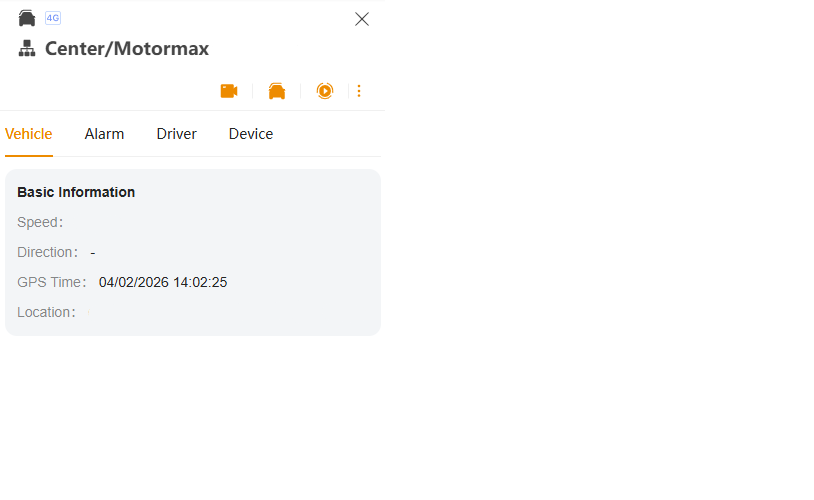 4G
Center/Motormax
Vehicle Alarm Driver Device
Basic Information
Speed:
Direction: -
GPS Time: 04/02/2026 14:02:25
Location: